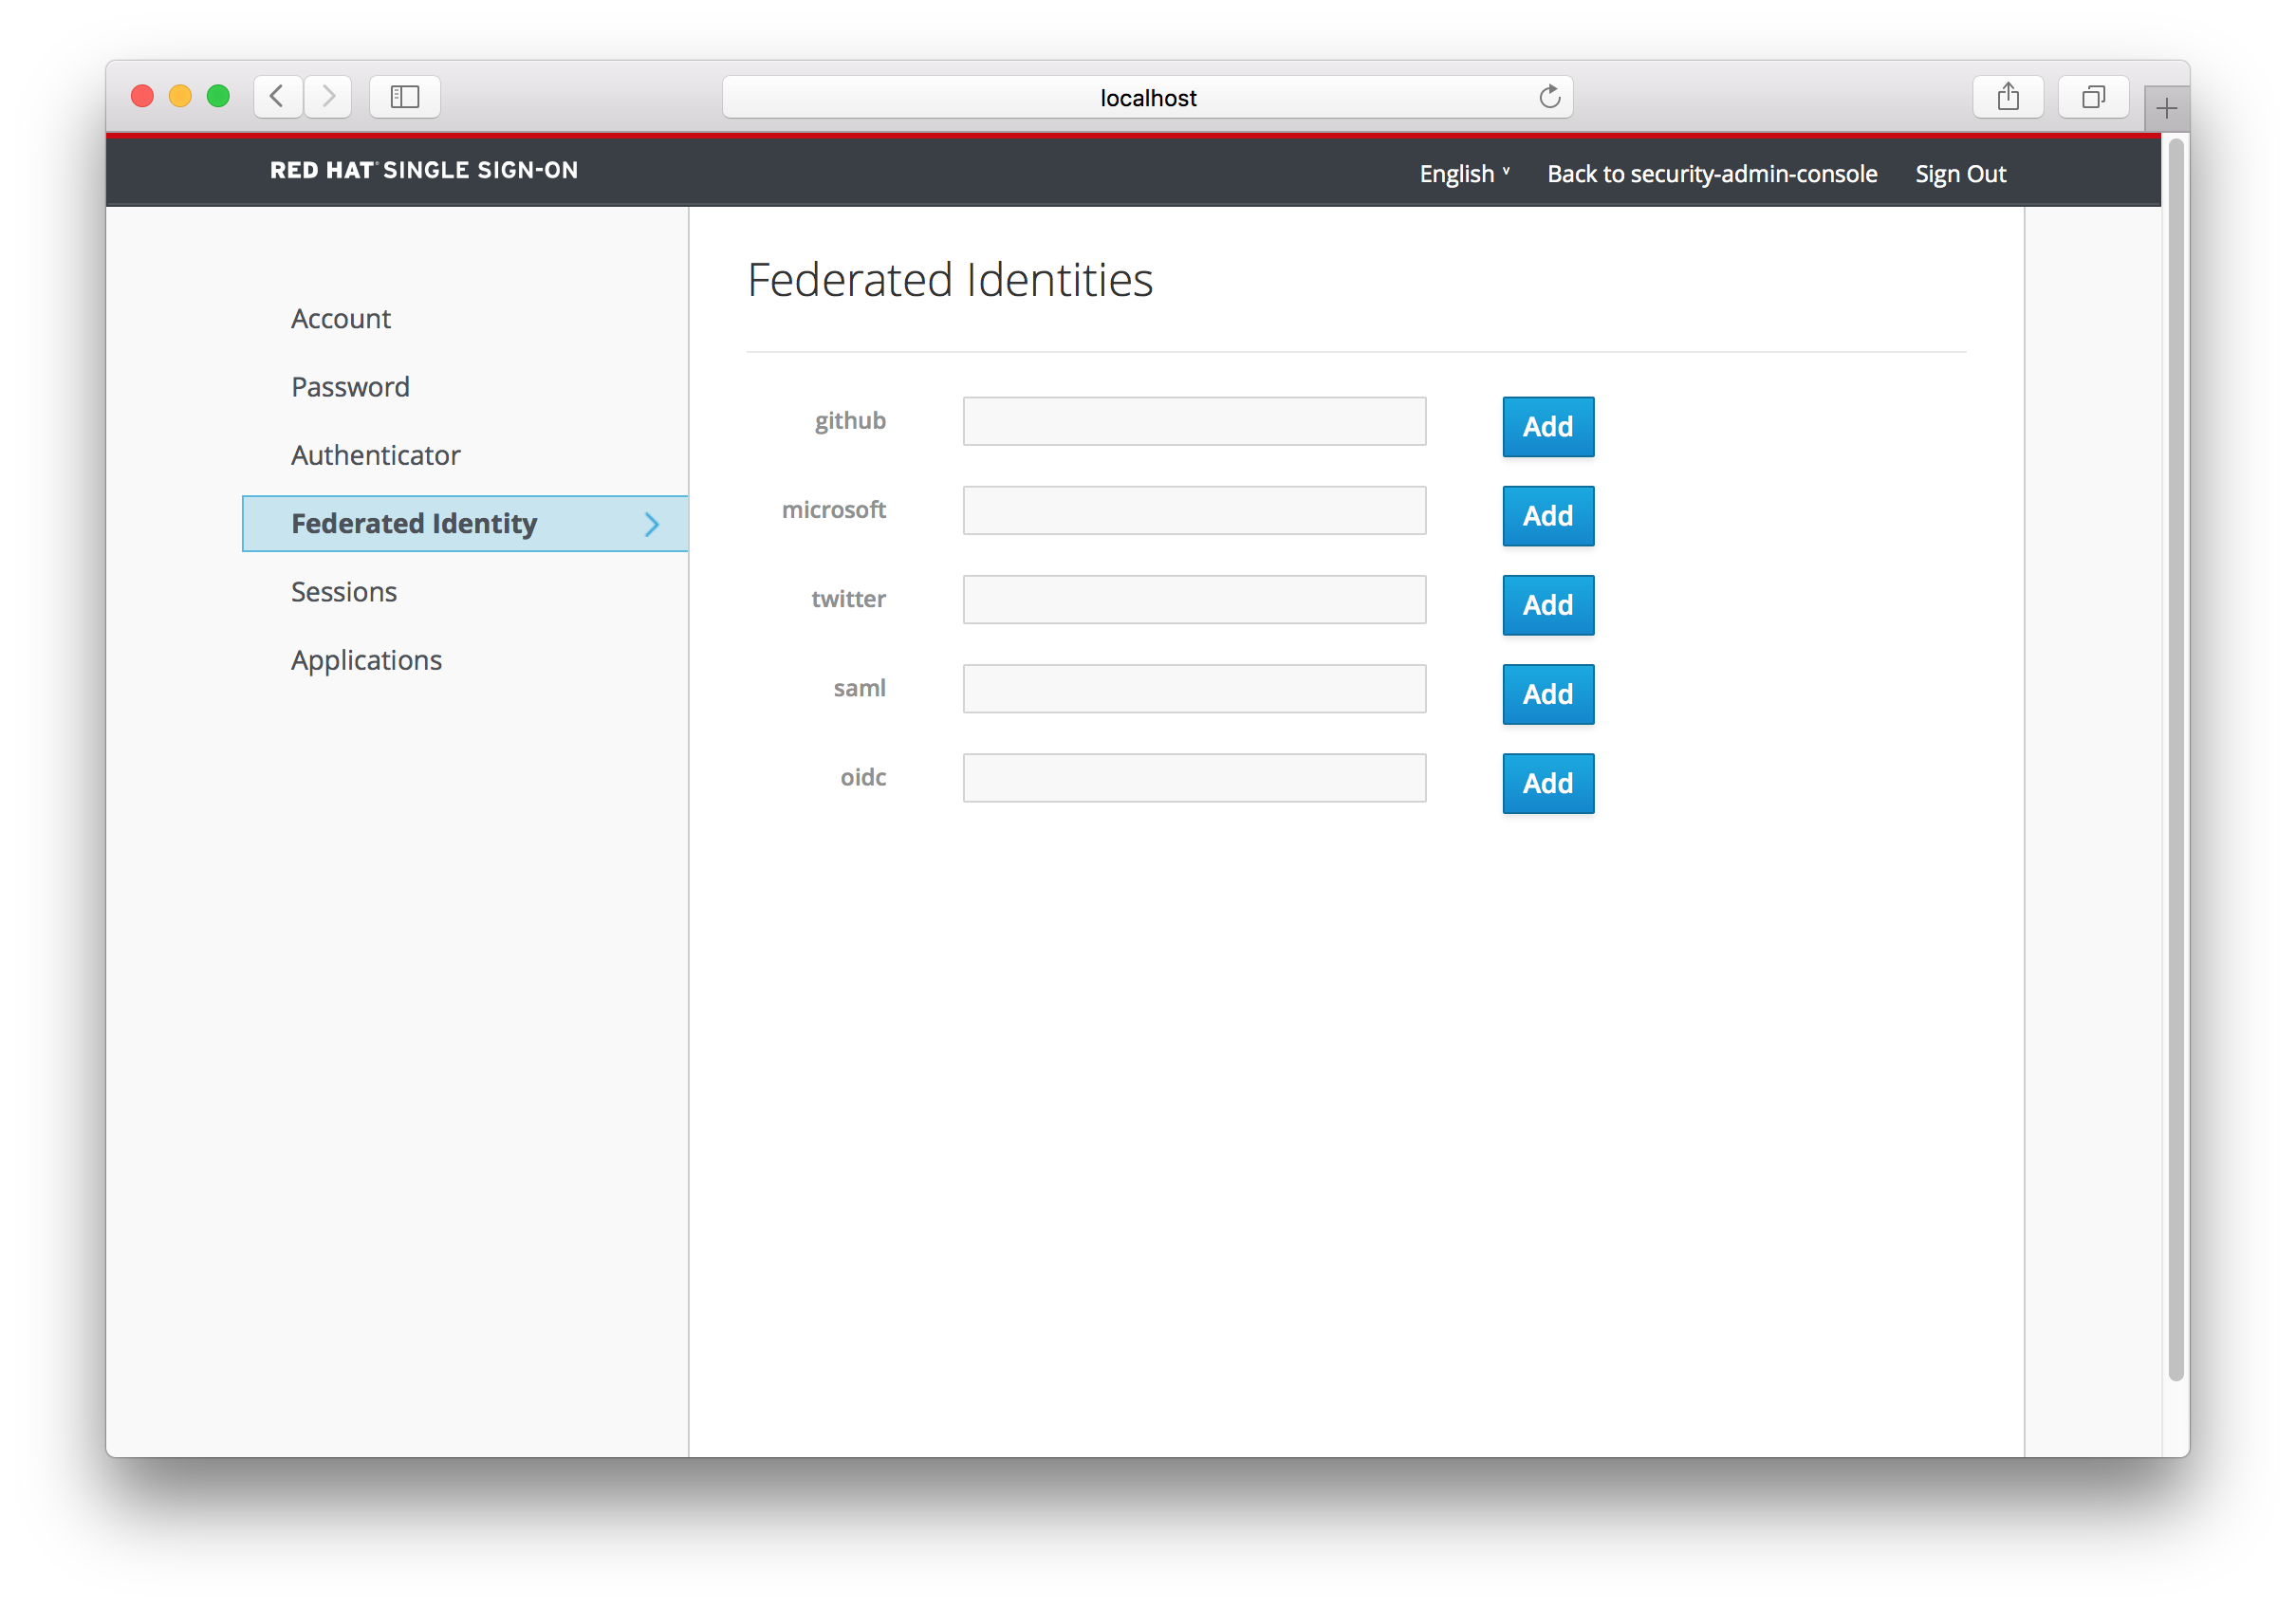 localhost
RED HAT® SINGLE SIGN-ON
English ˅ Back to security-admin-console Sign Out
Account
Password
Authenticator
Federated Identity
Sessions
Applications
Federated Identities
github Add
microsoft Add
twitter Add
saml Add
oidc Add